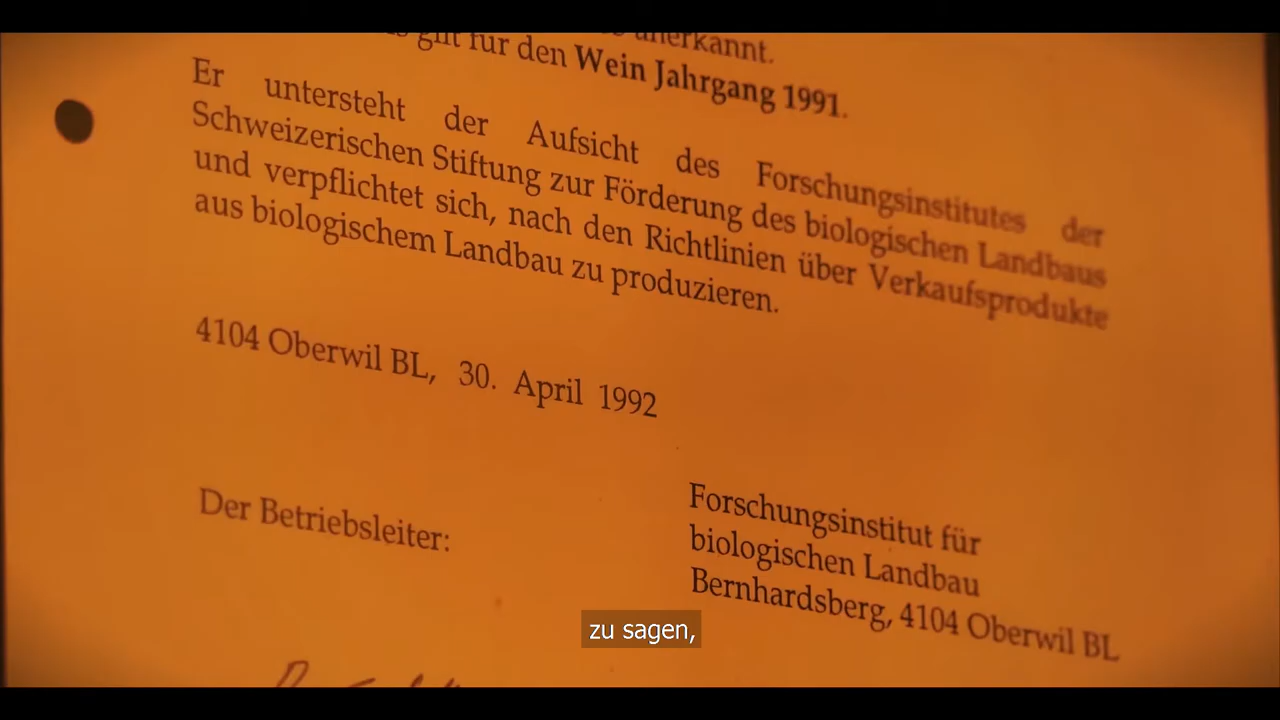 anerkannt.
gilt für den Wein Jahrgang 1991.
Er untersteht der Aufsicht des Forschungsinstitutes der
Schweizerischen Stiftung zur Förderung des biologischen Landbaus
und verpflichtet sich, nach den Richtlinien über Verkaufsprodukte
aus biologischem Landbau zu produzieren.
4104 Oberwil BL, 30. April 1992
Der Betriebsleiter:
Forschungsinstitut für
biologischen Landbau
Bernhardsberg, 4104 Oberwil BL
zu sagen,